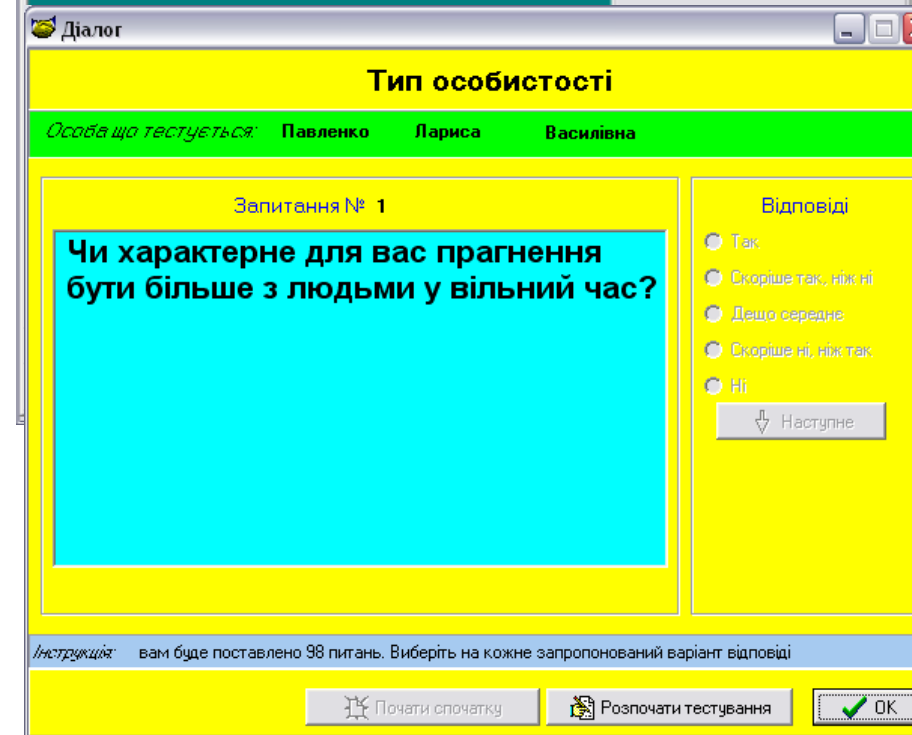 Діалог
Тип особистості
Особа що тестується: Павленко Лариса Василівна
Запитання № 1
Чи характерне для вас прагнення
бути більше з людьми у вільний час?
Відповіді
Так
Скоріше так, ніж ні
Дещо середнє
Скоріше ні, ніж так
Ні
Наступне
Інструкція: вам буде поставлено 98 питань. Виберіть на кожне запропонований варіант відповіді
Почати спочатку
Розпочати тестування
OK